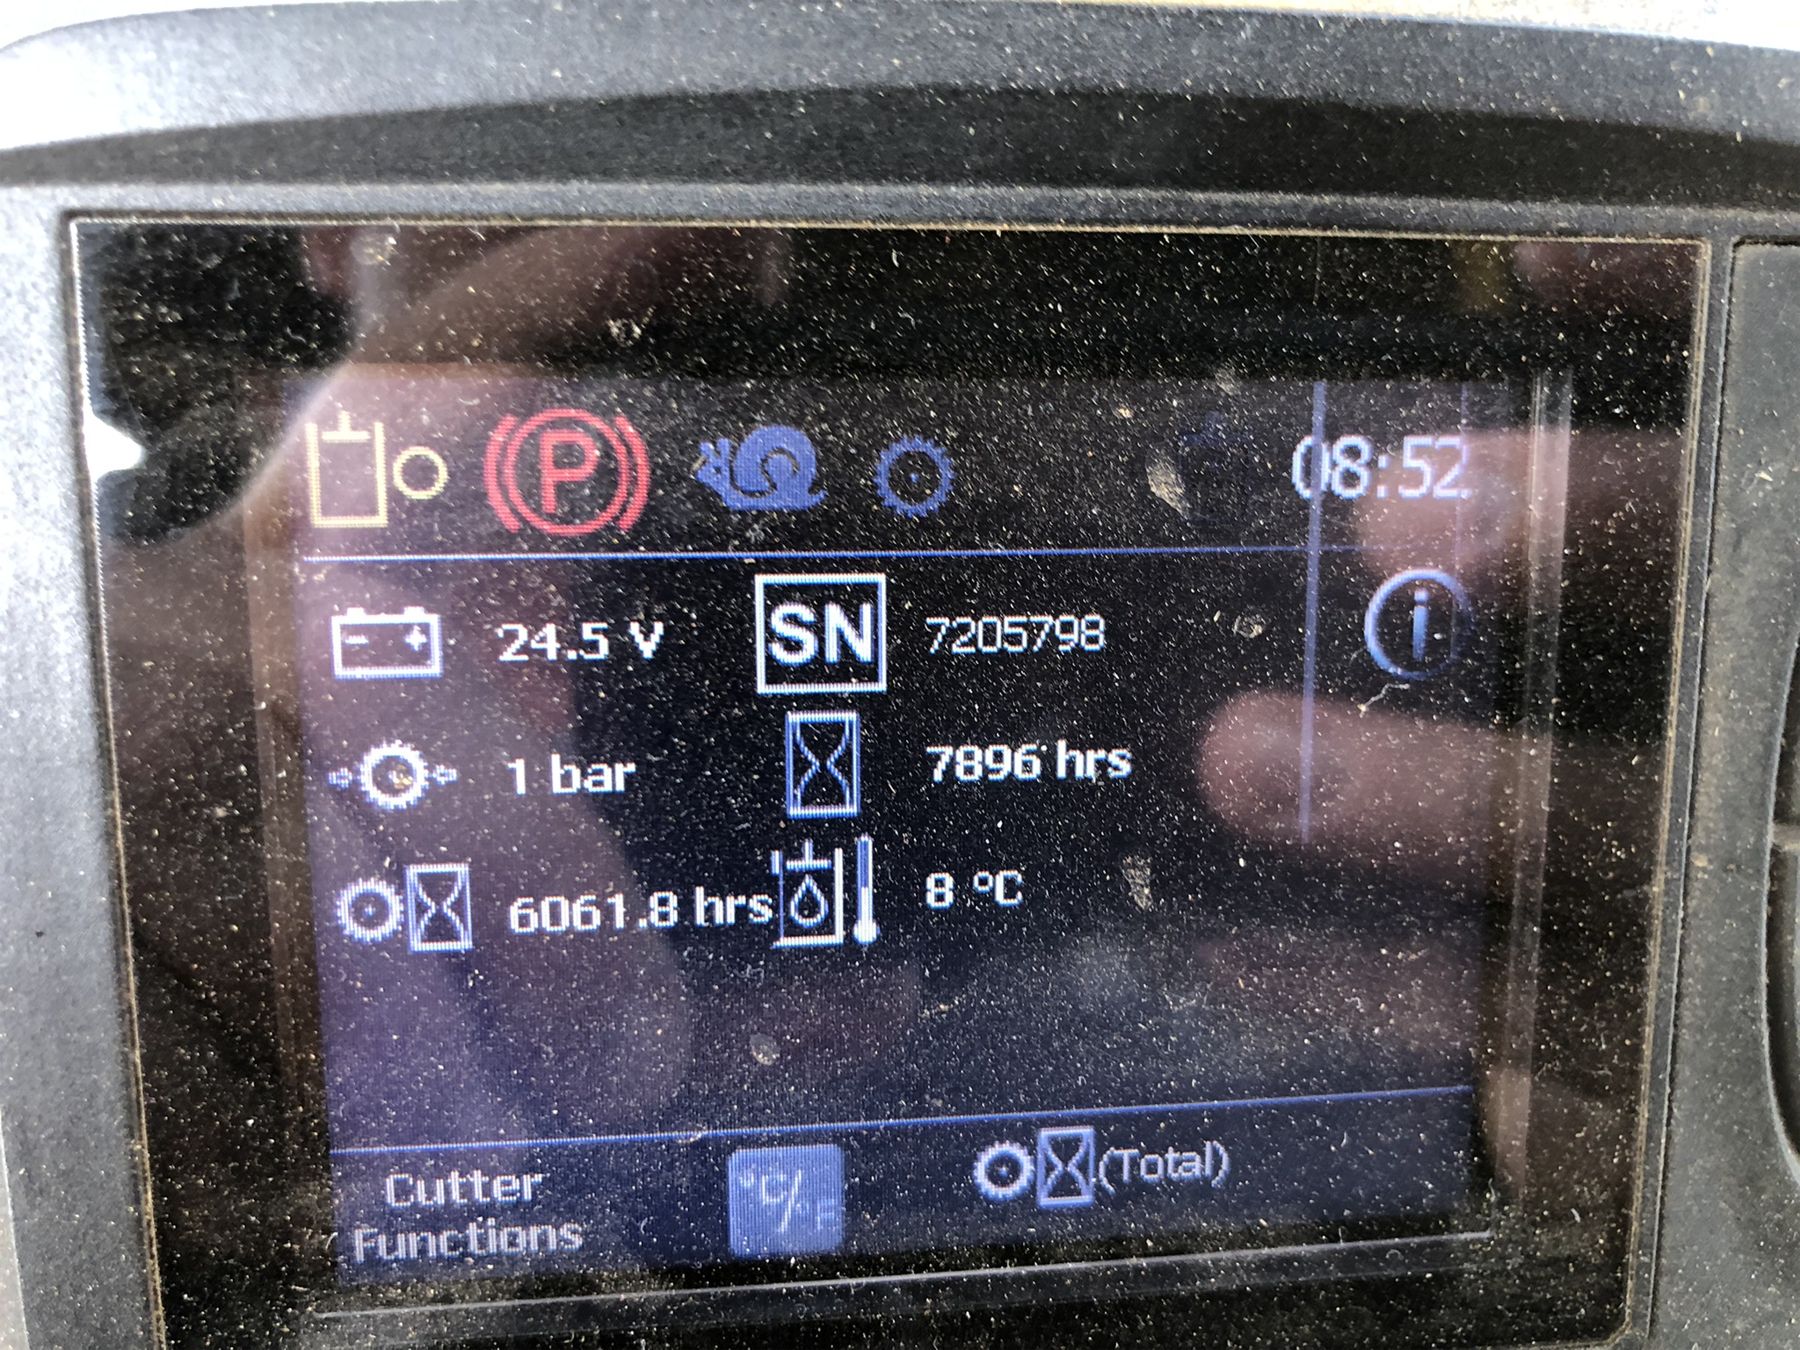 P 08:52
24.5 V SN 7205798
1 bar 7896 hrs
6061.8 hrs 8 °C
Cutter
Functions
°C/°F
(Total)